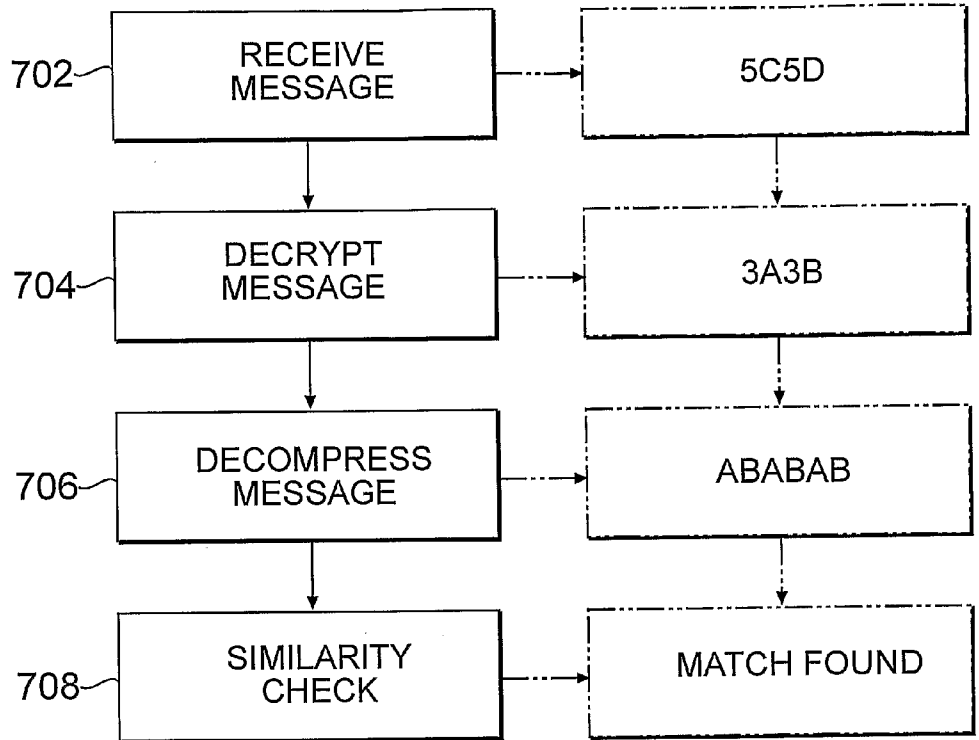 702
RECEIVE
MESSAGE
5C5D
704
DECRYPT
MESSAGE
3A3B
706
DECOMPRESS
MESSAGE
ABABAB
708
SIMILARITY
CHECK
MATCH FOUND